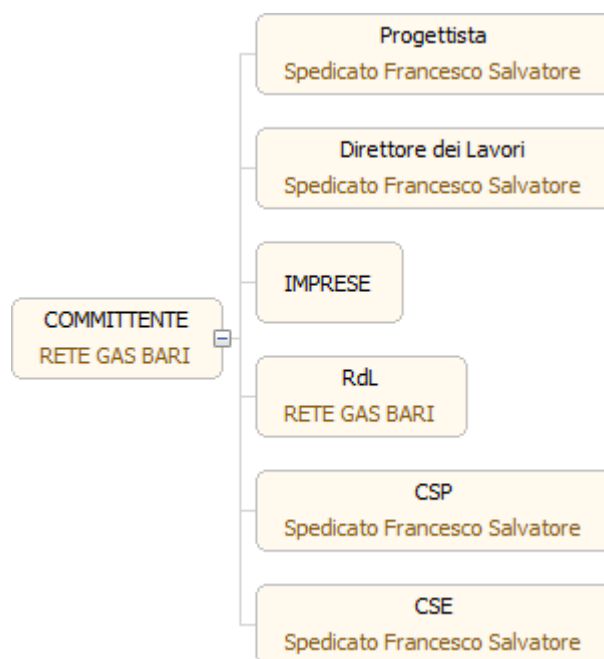 Progettista
Spedicato Francesco Salvatore
Direttore dei Lavori
Spedicato Francesco Salvatore
IMPRESE
COMMITTENTE
RETE GAS BARI
RdL
RETE GAS BARI
CSP
Spedicato Francesco Salvatore
CSE
Spedicato Francesco Salvatore